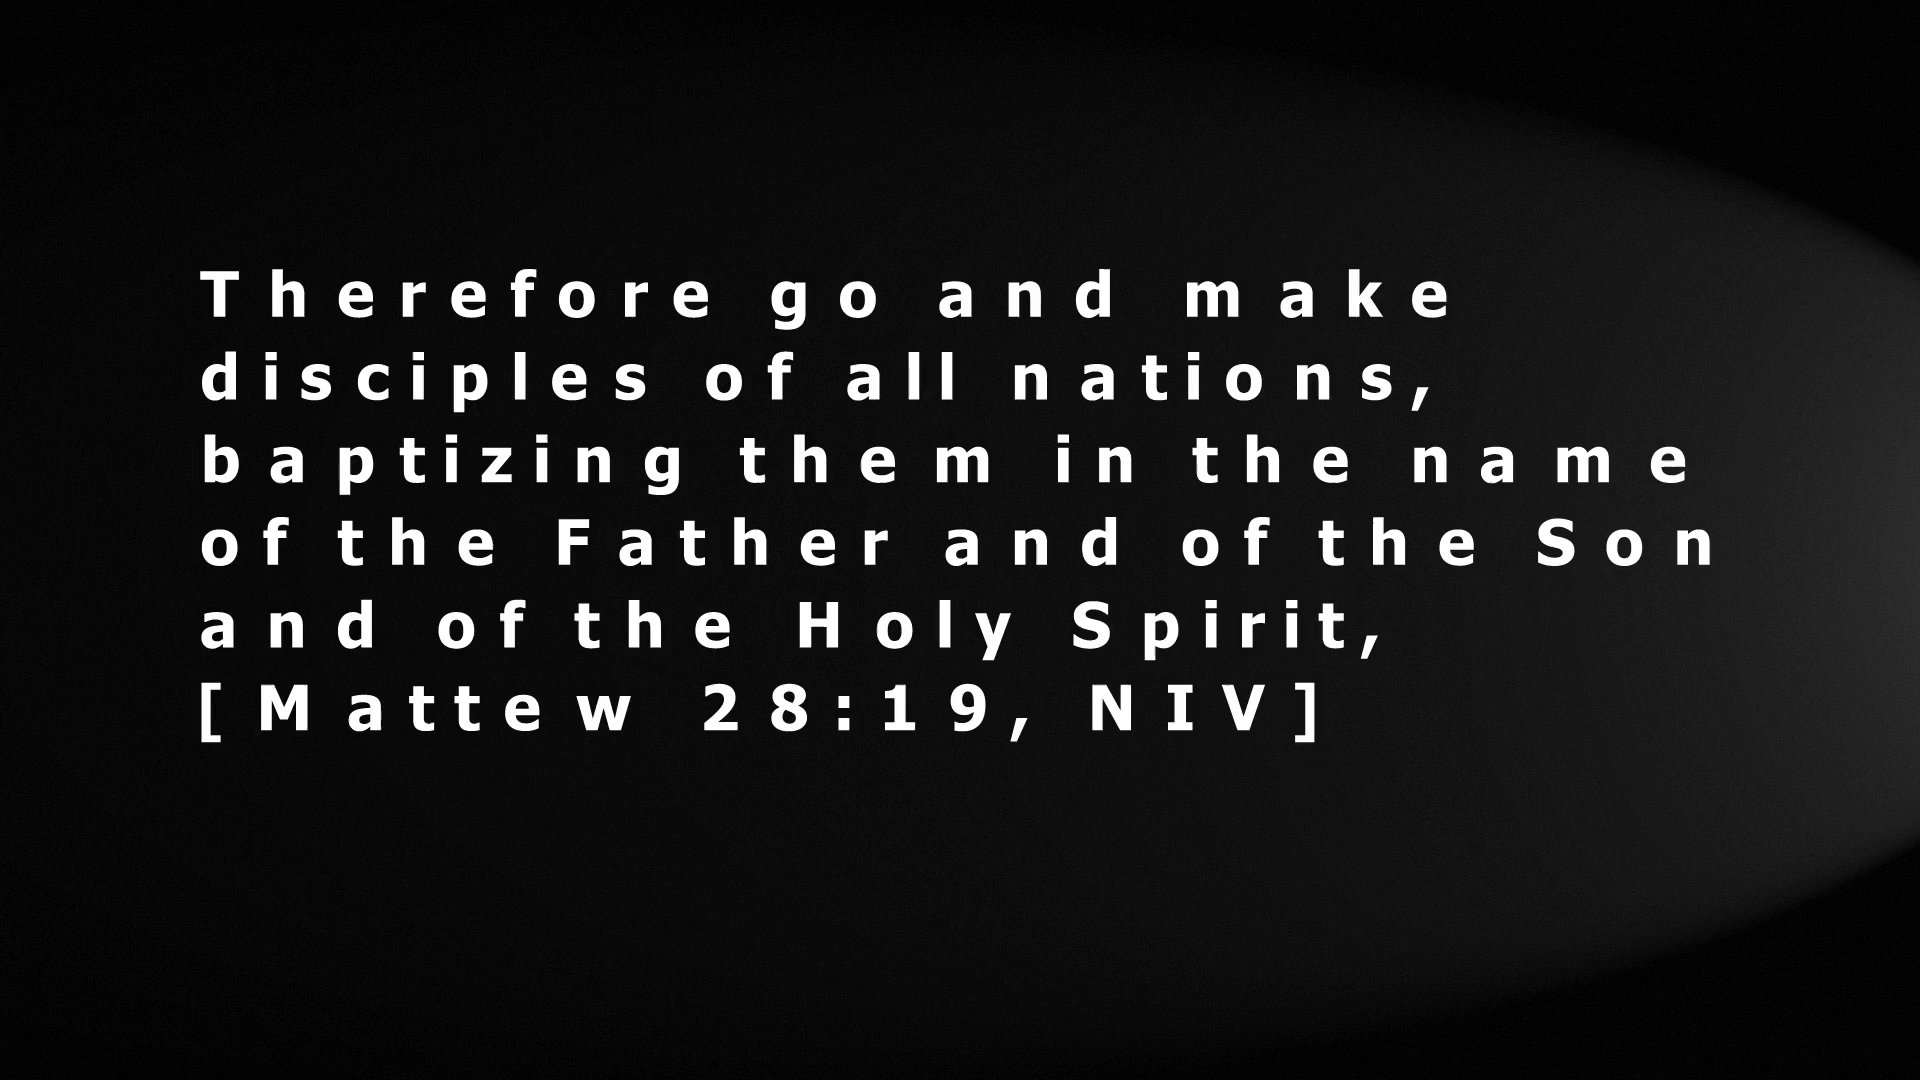 Therefore go and make
disciples of all nations,
baptizing them in the name
of the Father and of the Son
and of the Holy Spirit,
[Mattew 28:19, NIV]